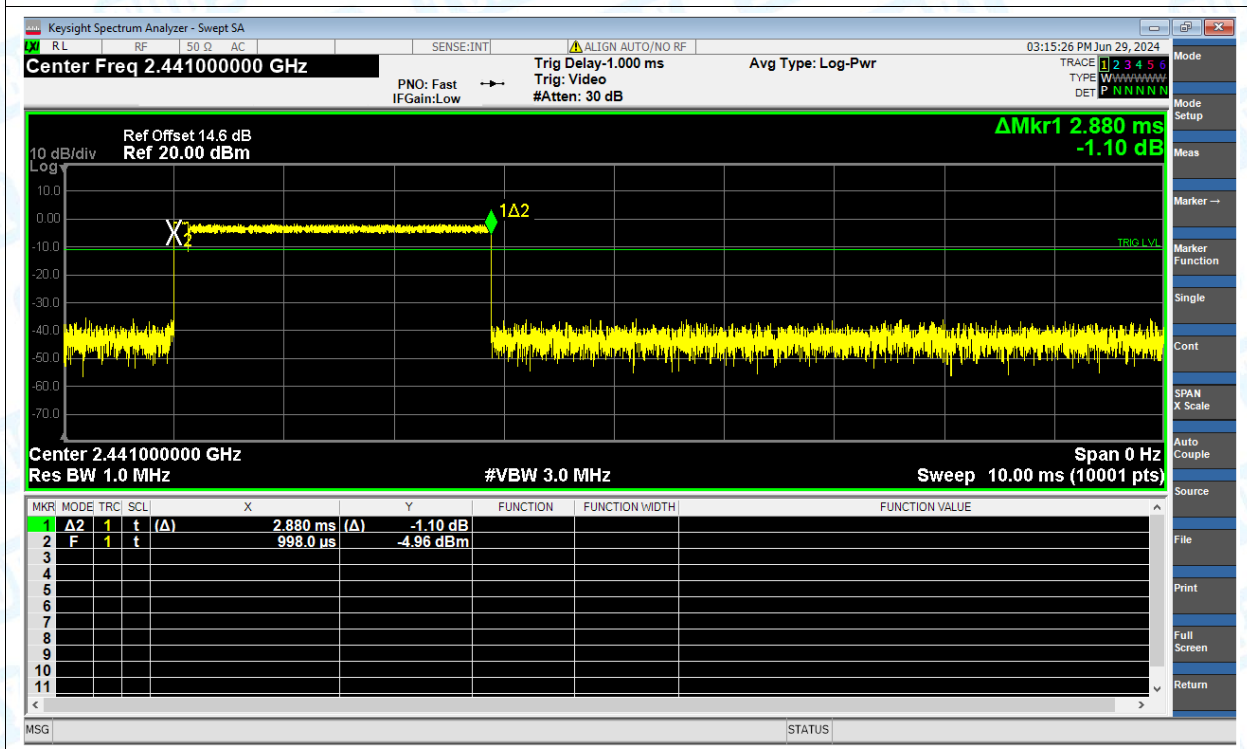 Keysight Spectrum Analyzer - Swept SA
LXI RL RF 50 Ω AC SENSE:INT ALIGN AUTO/NO RF 03:15:26 PM Jun 29, 2024
Center Freq 2.441000000 GHz
PNO: Fast
IFGain:Low
Trig Delay-1.000 ms
Trig: Video
#Atten: 30 dB
Avg Type: Log-Pwr
TRACE 1 2 3 4 5 6
TYPE WWWWWW
DET P N N N N N
ΔMkr1 2.880 ms
-1.10 dB
Ref Offset 14.6 dB
10 dB/div Ref 20.00 dBm
Log
10.0
0.00
-10.0
-20.0
-30.0
-40.0
-50.0
-60.0
-70.0
1Δ2
2
TRIG LVL
Center 2.441000000 GHz Span 0 Hz
Res BW 1.0 MHz #VBW 3.0 MHz Sweep 10.00 ms (10001 pts)
MKR MODE TRC SCL X Y FUNCTION FUNCTION WIDTH FUNCTION VALUE
1 Δ2 1 t (Δ) 2.880 ms (Δ) -1.10 dB
2 F 1 t 998.0 µs -4.96 dBm
3
4
5
6
7
8
9
10
11
MSG STATUS
Mode
Mode
Setup
Meas
Marker →
Marker
Function
Single
Cont
SPAN
X Scale
Auto
Couple
Source
File
Print
Full
Screen
Return